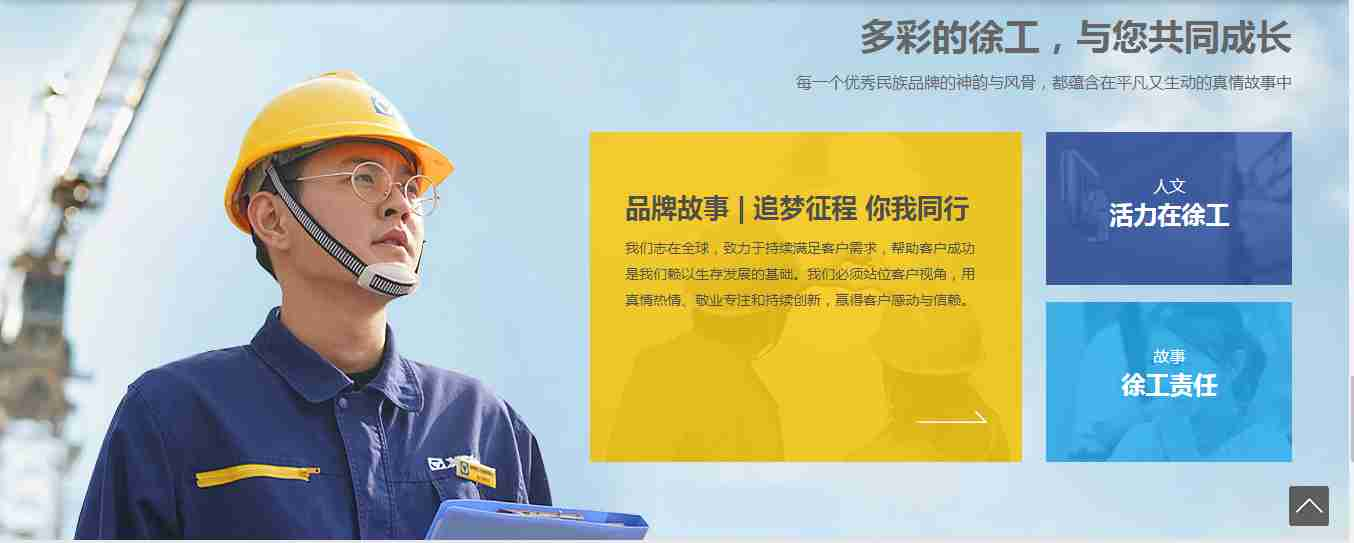 多彩的徐工，与您共同成长
每一个优秀民族品牌的神韵与风骨，都蕴含在平凡又生动的真情故事中
品牌故事 | 追梦征程 你我同行
我们志在全球，致力于持续满足客户需求，帮助客户成功
是我们赖以生存发展的基础。我们必须站位客户视角，用
真情热情、敬业专注和持续创新，赢得客户感动与信赖。
人文
活力在徐工
故事
徐工责任